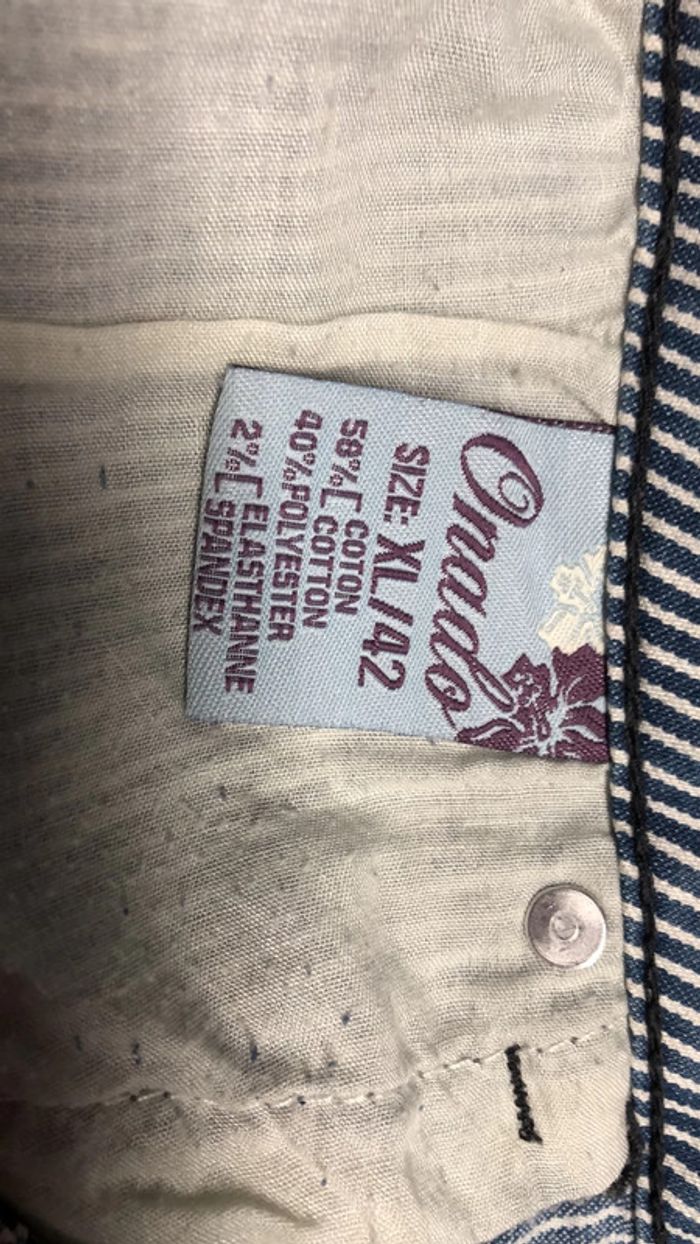 Onado
SIZE: XL/42
58%[ COTON
COTTON
40%POLYESTER
2%[ ELASTHANNE
SPANDEX